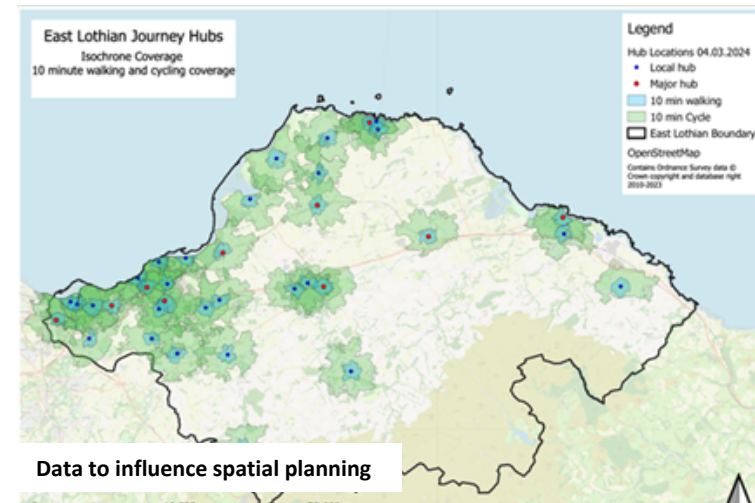 East Lothian Journey Hubs
Isochrone Coverage
10 minute walking and cycling coverage
Legend
Hub Locations 04.03.2024
Local hub
Major hub
10 min walking
10 min Cycle
East Lothian Boundary
OpenStreetMap
Contains Ordnance Survey data ©
Crown copyright and database right
2010-2023
Data to influence spatial planning